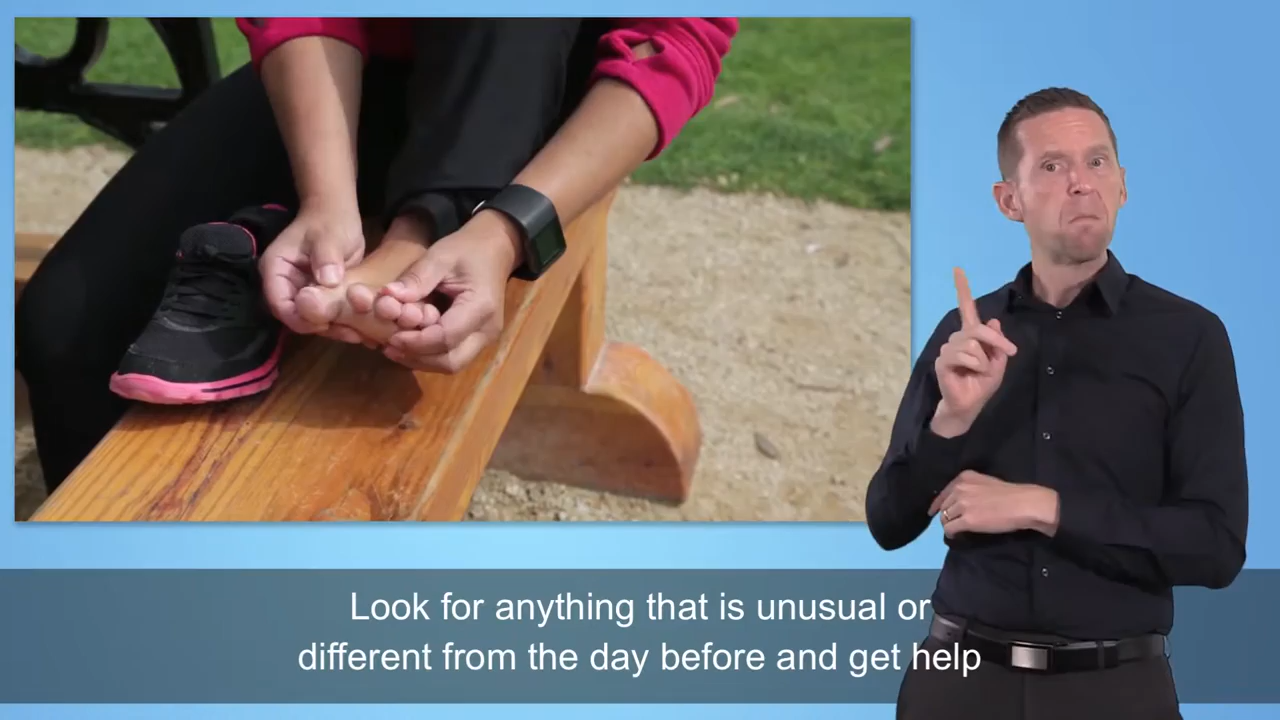 Look for anything that is unusual or
different from the day before and get help